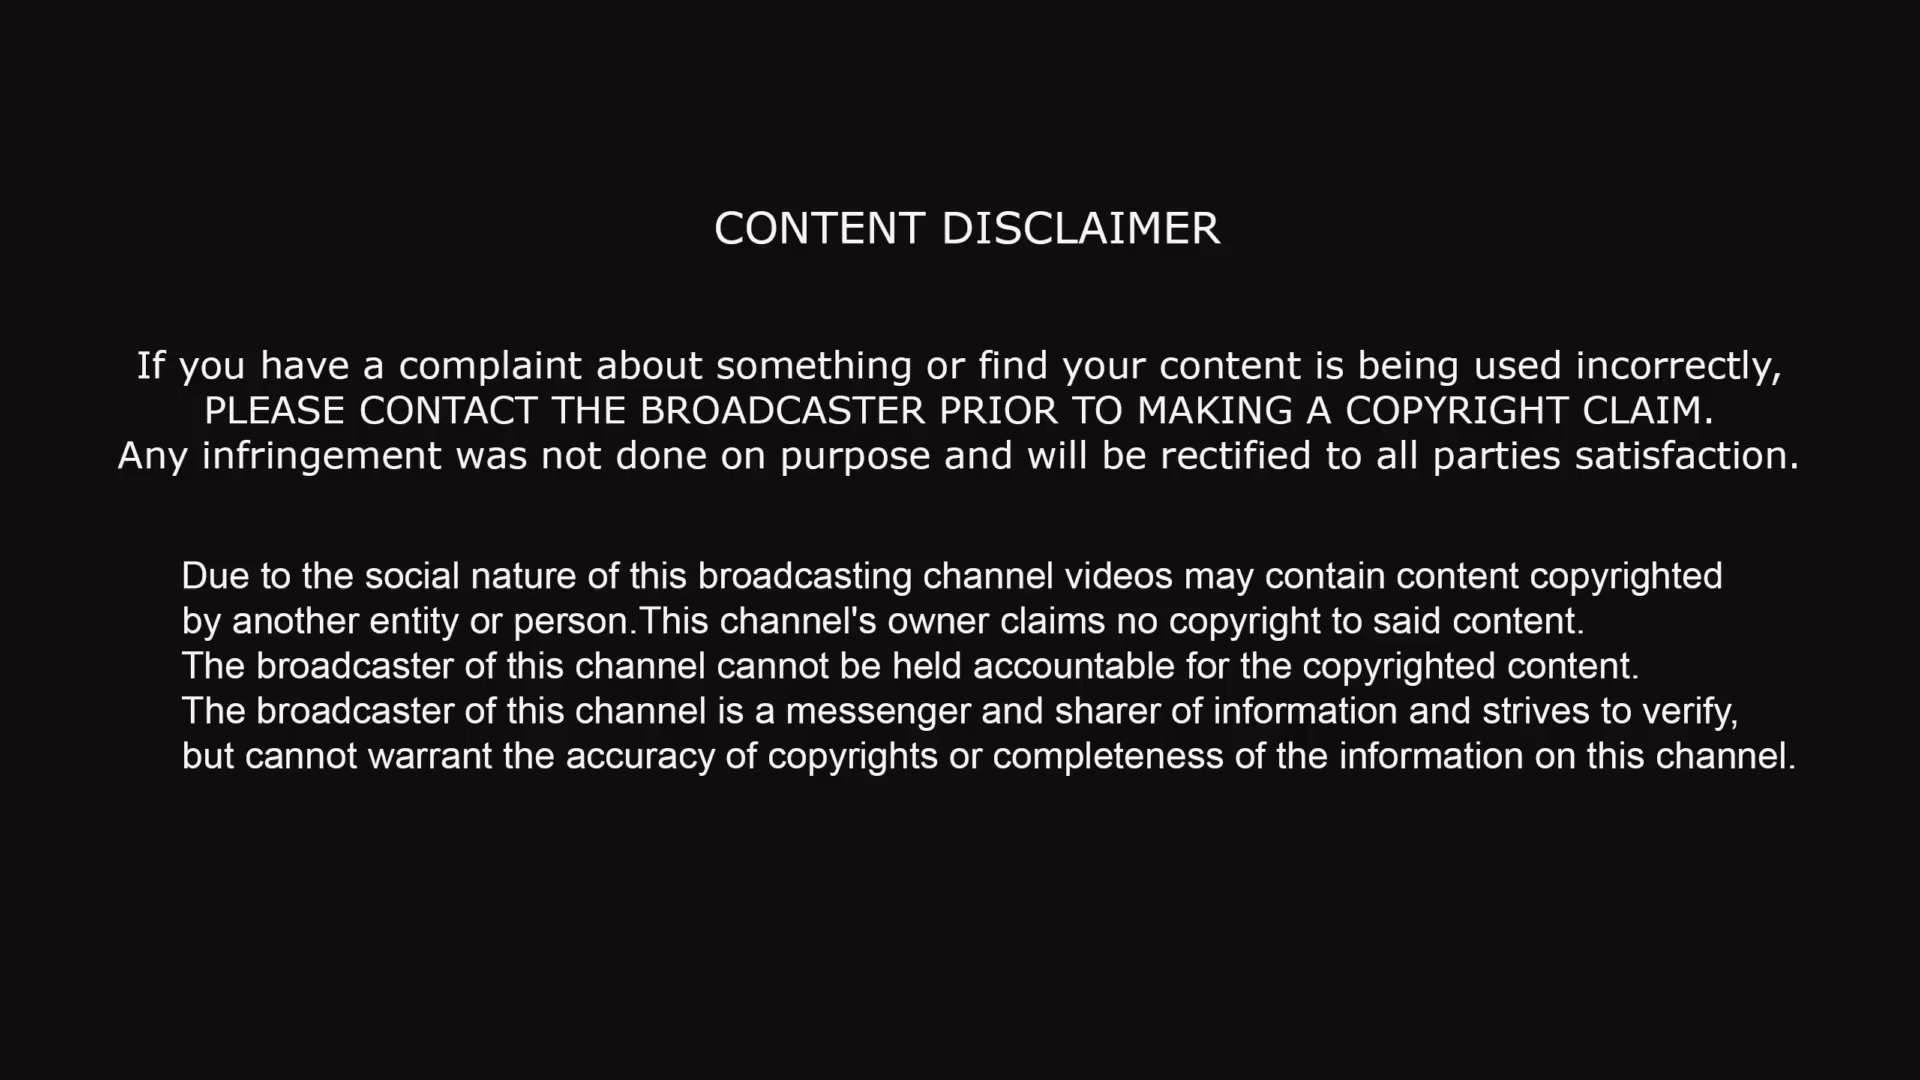 CONTENT DISCLAIMER
If you have a complaint about something or find your content is being used incorrectly,
PLEASE CONTACT THE BROADCASTER PRIOR TO MAKING A COPYRIGHT CLAIM.
Any infringement was not done on purpose and will be rectified to all parties satisfaction.
Due to the social nature of this broadcasting channel videos may contain content copyrighted
by another entity or person.This channel's owner claims no copyright to said content.
The broadcaster of this channel cannot be held accountable for the copyrighted content.
The broadcaster of this channel is a messenger and sharer of information and strives to verify,
but cannot warrant the accuracy of copyrights or completeness of the information on this channel.